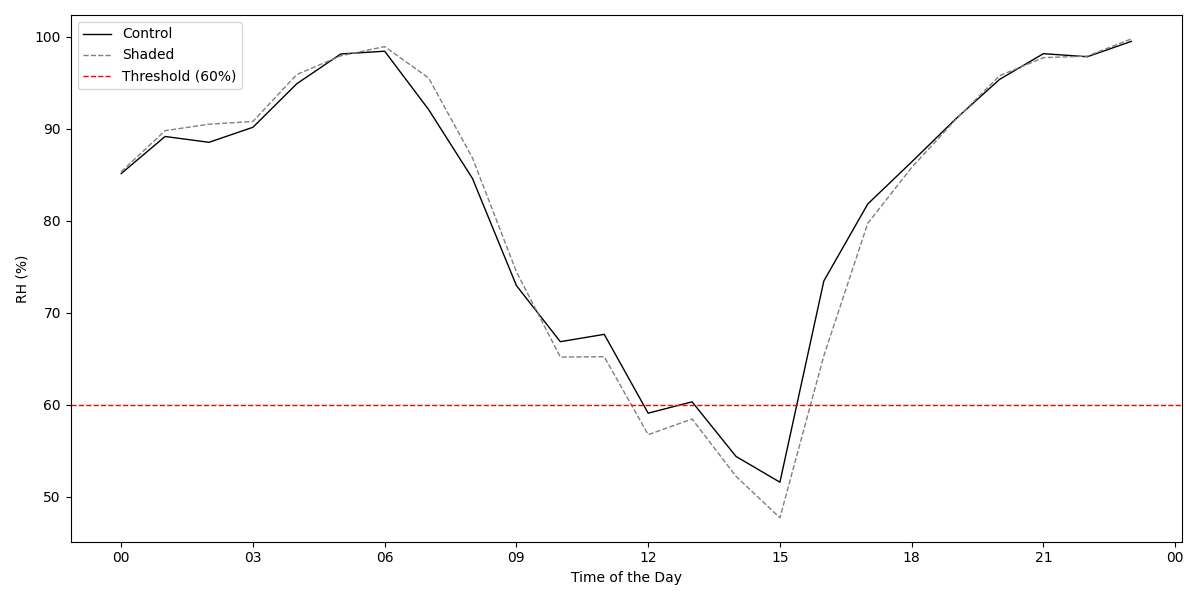 Control
Shaded
Threshold (60%)
100
90
80
70
60
50
RH (%)
00 03 06 09 12 15 18 21 00
Time of the Day